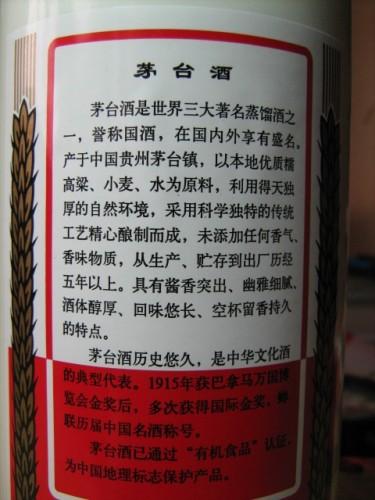 茅台酒
茅台酒是世界三大著名蒸馏酒之
一，誉称国酒，在国内外享有盛名。
产于中国贵州茅台镇，以本地优质糯
高粱、小麦、水为原料，利用得天独
厚的自然环境，采用科学独特的传统
工艺精心酿制而成，未添加任何香气、
香味物质，从生产、贮存到出厂历经
五年以上。具有酱香突出、幽雅细腻、
酒体醇厚、回味悠长、空杯留香持久
的特点。
茅台酒历史悠久，是中华文化酒
的典型代表。1915年获巴拿马万国博
览会金奖后，多次获得国际金奖，蝉
联历届中国名酒称号。
茅台酒已通过“有机食品”认证，
为中国地理标志保护产品。